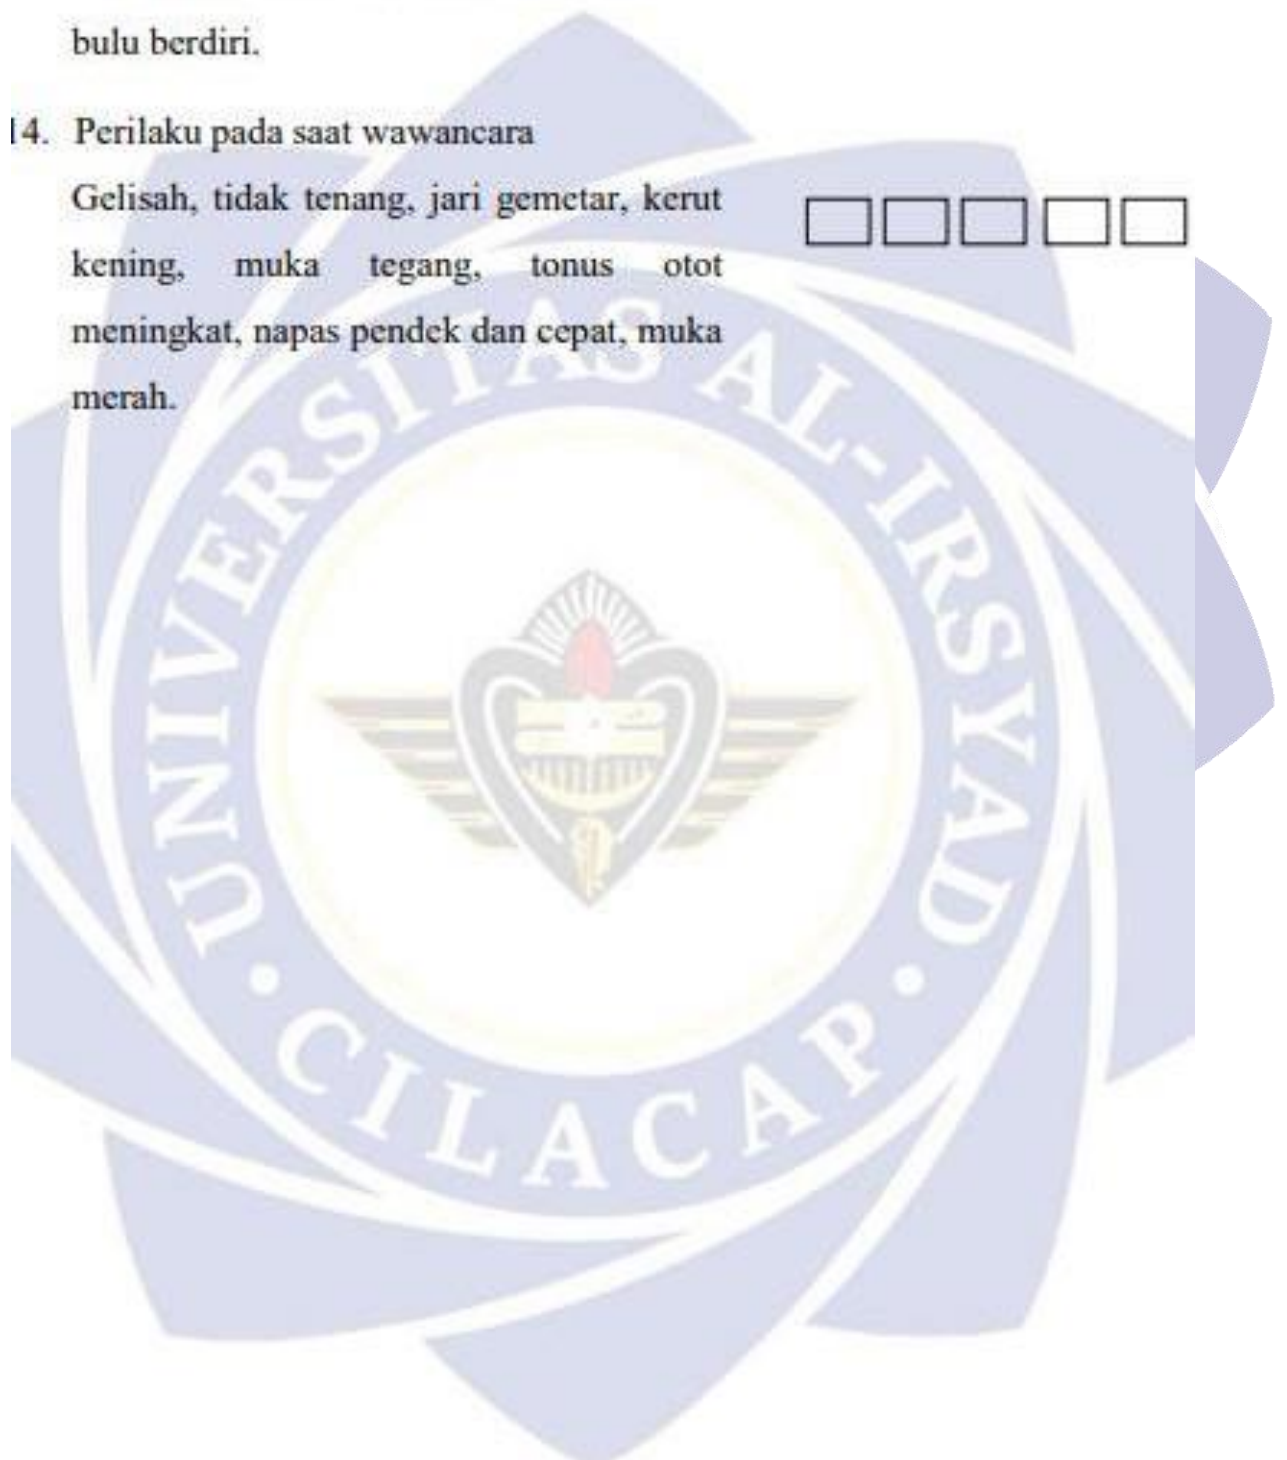 bulu berdiri.
14. Perilaku pada saat wawancara
Gelisah, tidak tenang, jari gemetar, kerut
kening, muka tegang, tonus otot
meningkat, napas pendek dan cepat, muka
merah.
UNIVERSITAS AL-IRSYAD
• CILACAP •